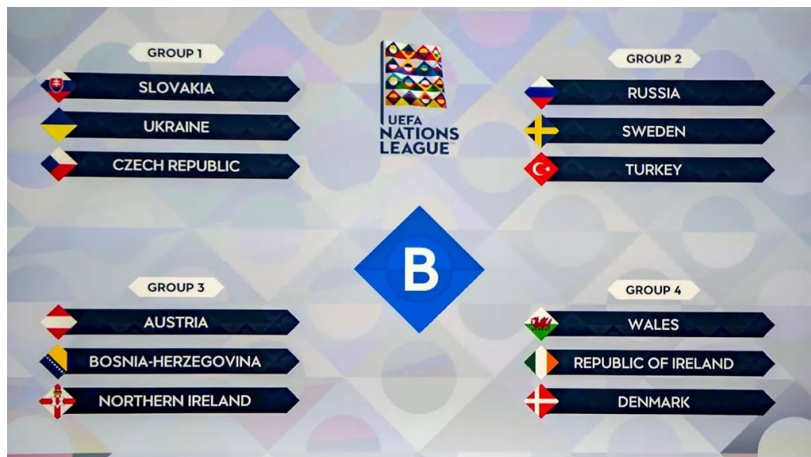 GROUP 1
SLOVAKIA
UKRAINE
CZECH REPUBLIC
UEFA
NATIONS
LEAGUE
GROUP 2
RUSSIA
SWEDEN
TURKEY
B
GROUP 3
AUSTRIA
BOSNIA-HERZEGOVINA
NORTHERN IRELAND
GROUP 4
WALES
REPUBLIC OF IRELAND
DENMARK